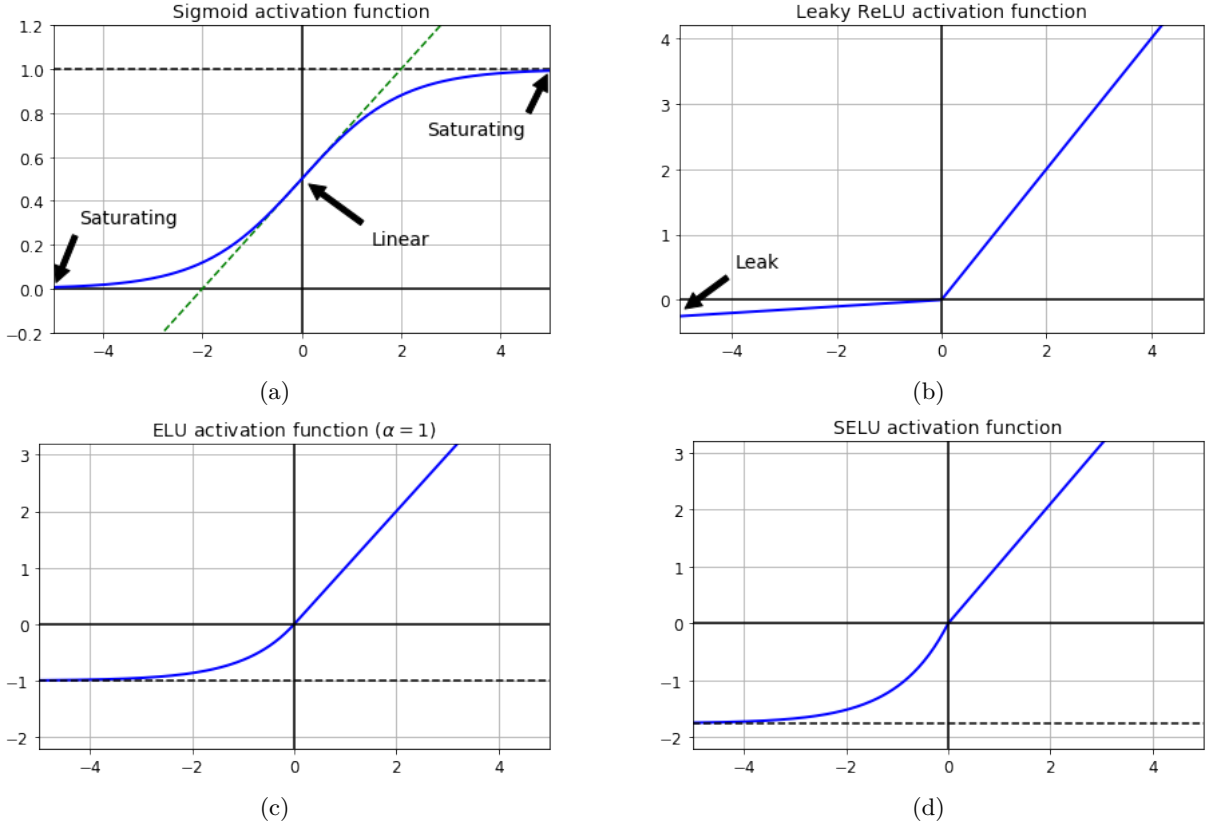 Sigmoid activation function
1.2
1.0
0.8
0.6
0.4
0.2
0.0
−0.2
Saturating
Saturating
Linear
−4 −2 0 2 4
(a)
Leaky ReLU activation function
4
3
2
1
0
Leak
−4 −2 0 2 4
(b)
ELU activation function (α = 1)
3
2
1
0
−1
−2
−4 −2 0 2 4
(c)
SELU activation function
3
2
1
0
−1
−2
−4 −2 0 2 4
(d)